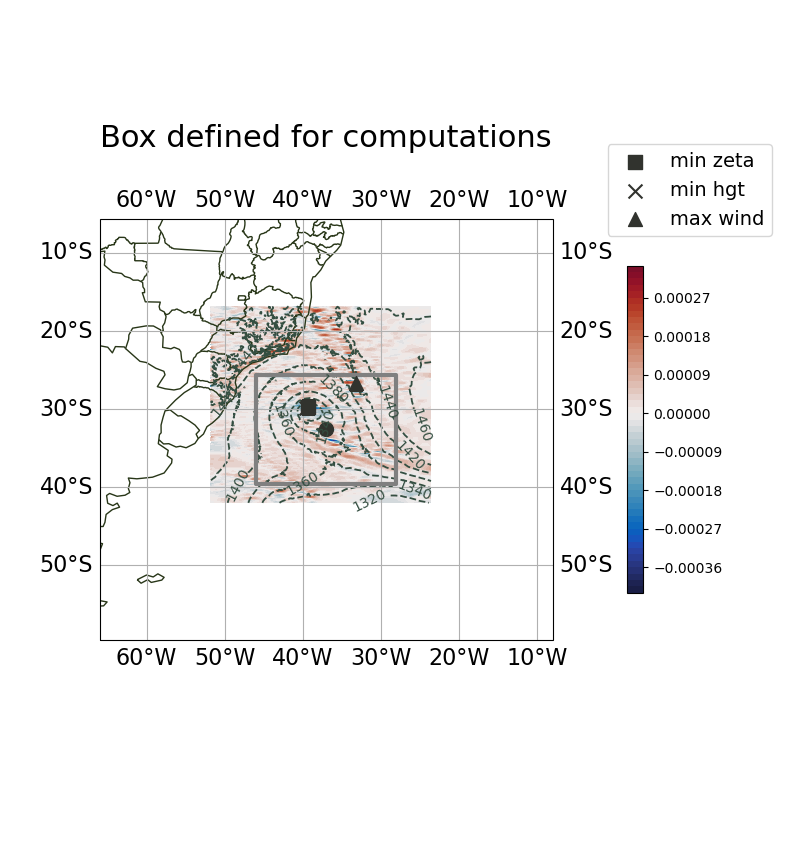 Box defined for computations
min zeta
min hgt
max wind
60°W 50°W 40°W 30°W 20°W 10°W
10°S 10°S
20°S 20°S
30°S 30°S
40°S 40°S
50°S 50°S
60°W 50°W 40°W 30°W 20°W 10°W
0.00027
0.00018
0.00009
0.00000
−0.00009
−0.00018
−0.00027
−0.00036
1380
1440
1460
1360
1420
1400
1360
1340
1320